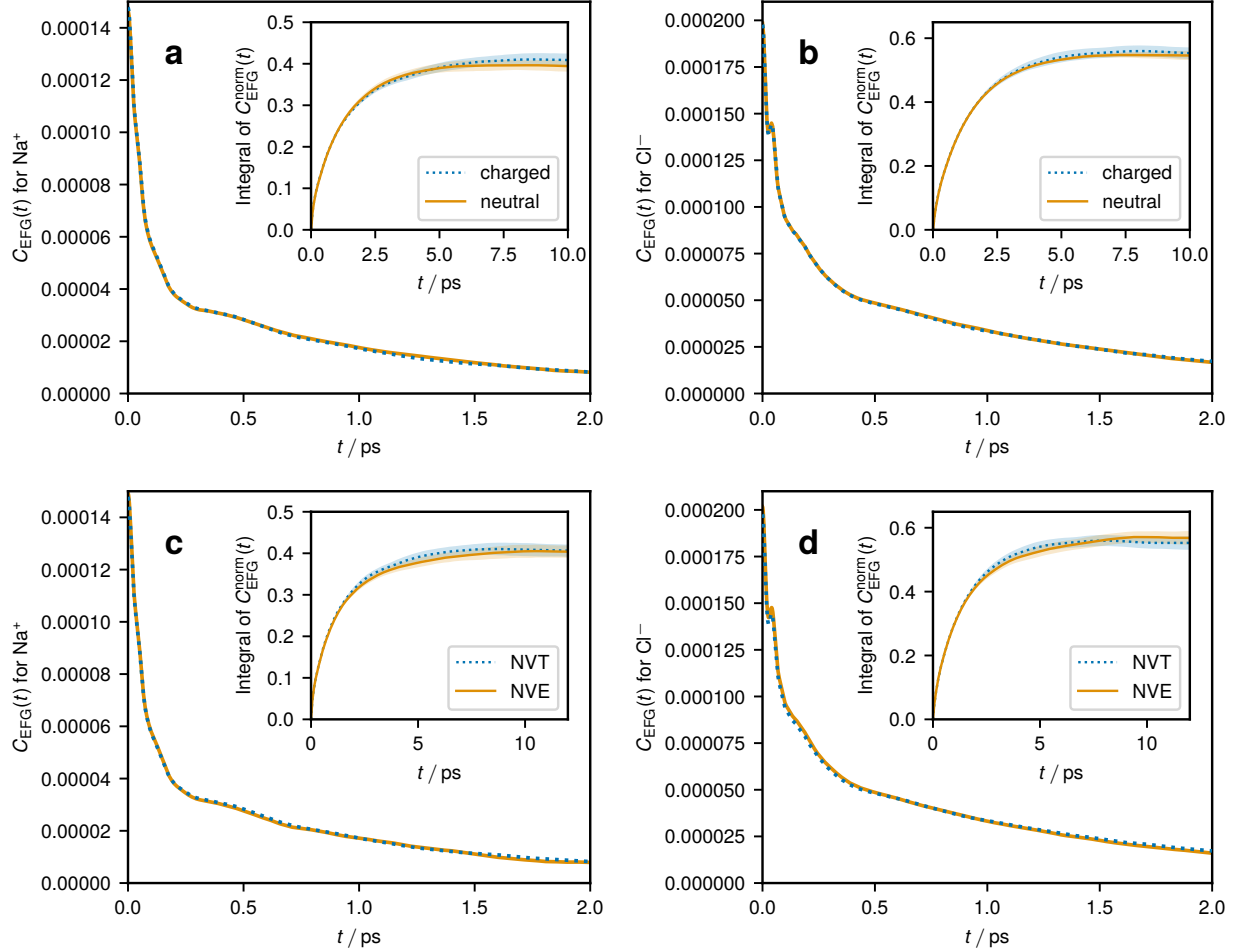 a
C_EFG(t) for Na⁺
0.00014
0.00012
0.00010
0.00008
0.00006
0.00004
0.00002
0.00000
0.0 0.5 1.0 1.5 2.0
t / ps
Integral of C_EFG^norm(t)
0.5
0.4
0.3
0.2
0.1
0.0
0.0 2.5 5.0 7.5 10.0
t / ps
charged
neutral
b
C_EFG(t) for Cl⁻
0.000200
0.000175
0.000150
0.000125
0.000100
0.000075
0.000050
0.000025
0.000000
0.0 0.5 1.0 1.5 2.0
t / ps
Integral of C_EFG^norm(t)
0.6
0.4
0.2
0.0
0.0 2.5 5.0 7.5 10.0
t / ps
charged
neutral
c
C_EFG(t) for Na⁺
0.00014
0.00012
0.00010
0.00008
0.00006
0.00004
0.00002
0.00000
0.0 0.5 1.0 1.5 2.0
t / ps
Integral of C_EFG^norm(t)
0.5
0.4
0.3
0.2
0.1
0.0
0 5 10
t / ps
NVT
NVE
d
C_EFG(t) for Cl⁻
0.000200
0.000175
0.000150
0.000125
0.000100
0.000075
0.000050
0.000025
0.000000
0.0 0.5 1.0 1.5 2.0
t / ps
Integral of C_EFG^norm(t)
0.6
0.4
0.2
0.0
0 5 10
t / ps
NVT
NVE